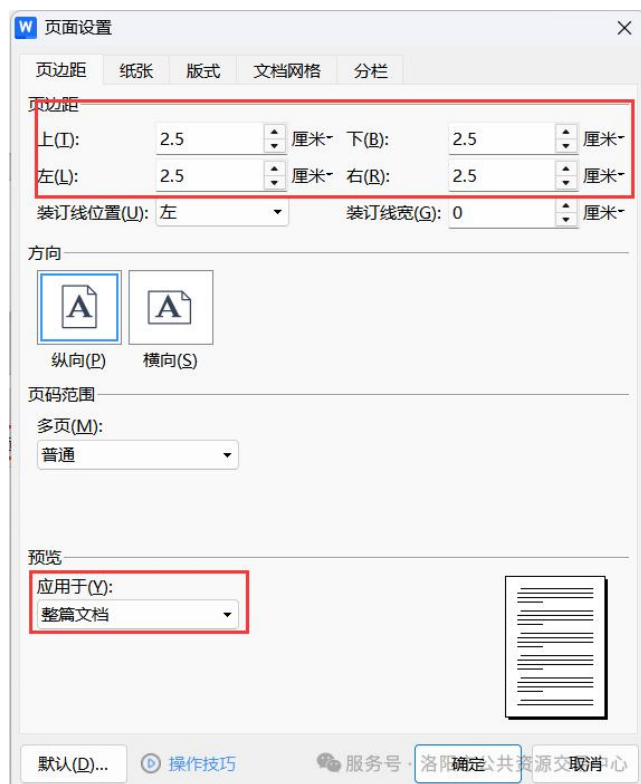 W 页面设置
页边距 纸张 版式 文档网格 分栏
页边距
上(T): 2.5 厘米 下(B): 2.5 厘米
左(L): 2.5 厘米 右(R): 2.5 厘米
装订线位置(U): 左 装订线宽(G): 0 厘米
方向
A A
纵向(P) 横向(S)
页码范围
多页(M):
普通
预览
应用于(Y):
整篇文档
默认(D)... 操作技巧 确定 取消
服务号 · 洛阳 公共资源交易中心